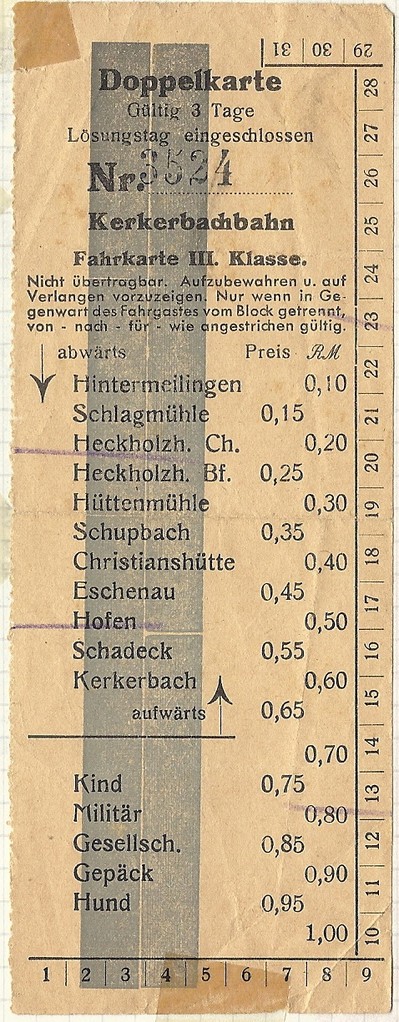 29 | 30 | 31
Doppelkarte
Gültig 3 Tage
Lösungstag eingeschlossen
Nr. 3524
Kerkerbachbahn
Fahrkarte III. Klasse.
Nicht übertragbar. Aufzubewahren u. auf
Verlangen vorzuzeigen. Nur wenn in Ge-
genwart des Fahrgastes vom Block getrennt,
von - nach - für - wie angestrichen gültig.
abwärts Preis RM
Hintermeilingen 0,10
Schlagmühle 0,15
Heckholzh. Ch. 0,20
Heckholzh. Bf. 0,25
Hüttenmühle 0,30
Schupbach 0,35
Christianshütte 0,40
Eschenau 0,45
Hofen 0,50
Schadeck 0,55
Kerkerbach 0,60
aufwärts 0,65
0,70
Kind 0,75
Militär 0,80
Gesellsch. 0,85
Gepäck 0,90
Hund 0,95
1,00
1 | 2 | 3 | 4 | 5 | 6 | 7 | 8 | 9
10 | 11 | 12 | 13 | 14 | 15 | 16 | 17 | 18 | 19 | 20 | 21 | 22 | 23 | 24 | 25 | 26 | 27 | 28